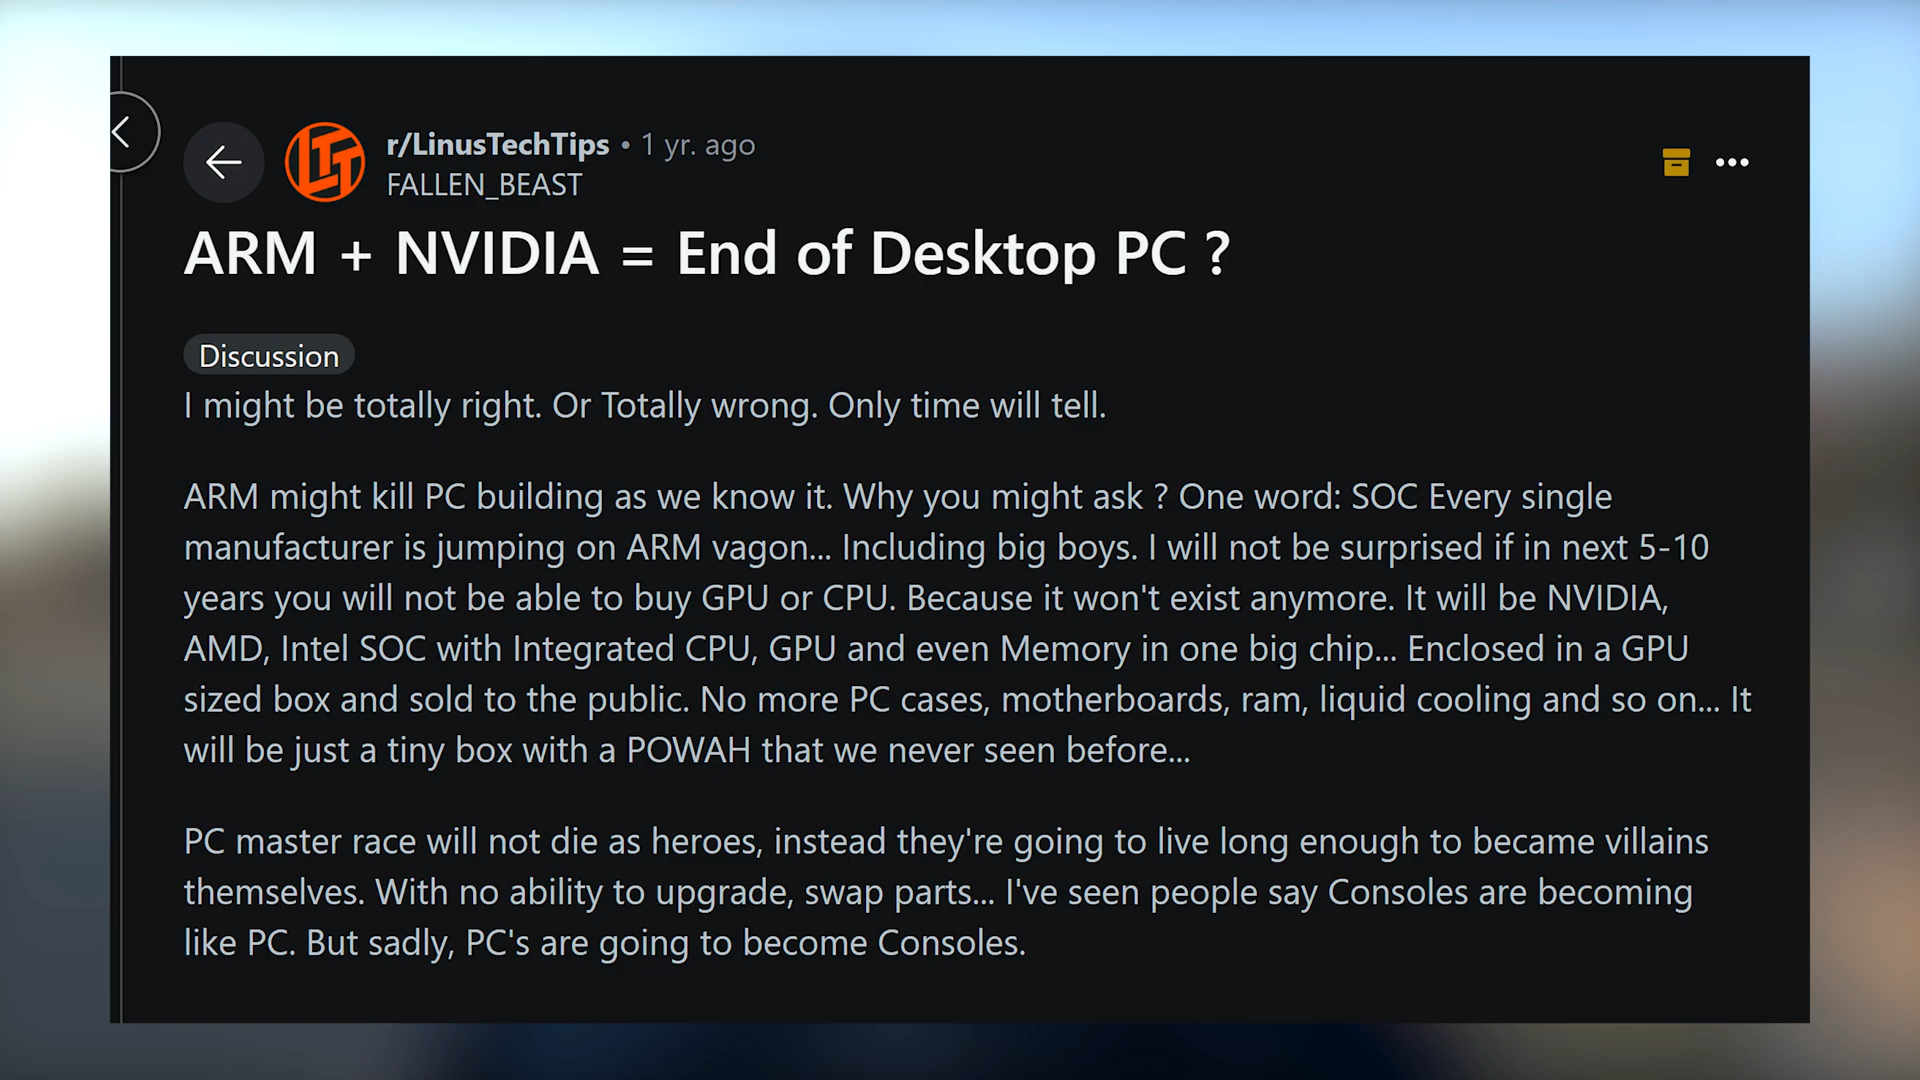 LTT
r/LinusTechTips • 1 yr. ago
FALLEN_BEAST
ARM + NVIDIA = End of Desktop PC ?
Discussion
I might be totally right. Or Totally wrong. Only time will tell.
ARM might kill PC building as we know it. Why you might ask ? One word: SOC Every single
manufacturer is jumping on ARM vagon... Including big boys. I will not be surprised if in next 5-10
years you will not be able to buy GPU or CPU. Because it won't exist anymore. It will be NVIDIA,
AMD, Intel SOC with Integrated CPU, GPU and even Memory in one big chip... Enclosed in a GPU
sized box and sold to the public. No more PC cases, motherboards, ram, liquid cooling and so on... It
will be just a tiny box with a POWAH that we never seen before...
PC master race will not die as heroes, instead they're going to live long enough to became villains
themselves. With no ability to upgrade, swap parts... I've seen people say Consoles are becoming
like PC. But sadly, PC's are going to become Consoles.